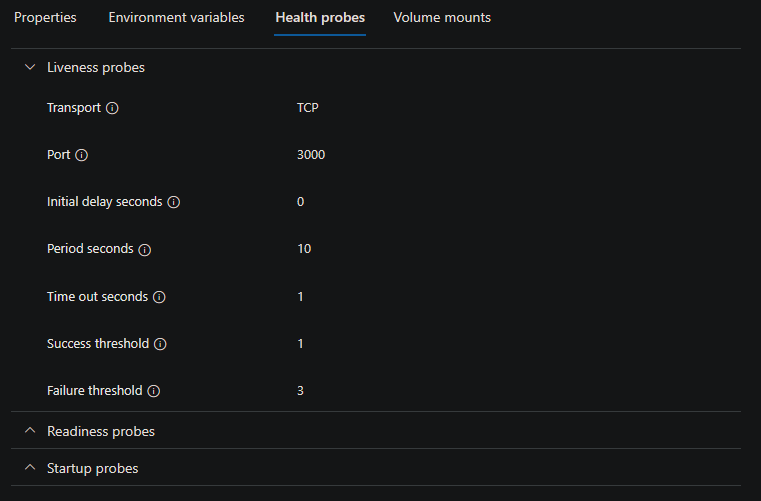 Properties Environment variables Health probes Volume mounts
Liveness probes
Transport TCP
Port 3000
Initial delay seconds 0
Period seconds 10
Time out seconds 1
Success threshold 1
Failure threshold 3
Readiness probes
Startup probes